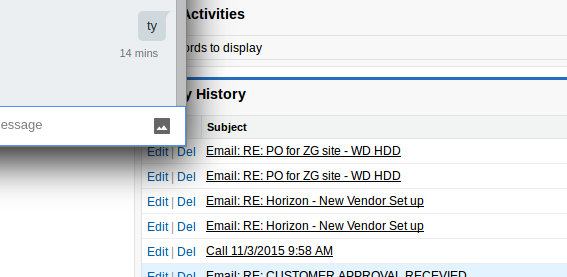 ty
14 mins
essage
Activities
ords to display
y History
Subject
Edit | Del Email: RE: PO for ZG site - WD HDD
Edit | Del Email: RE: PO for ZG site - WD HDD
Edit | Del Email: RE: Horizon - New Vendor Set up
Edit | Del Email: RE: Horizon - New Vendor Set up
Edit | Del Call 11/3/2015 9:58 AM
Edit | Del Email: RE: CUSTOMER APPROVAL RECEVIED